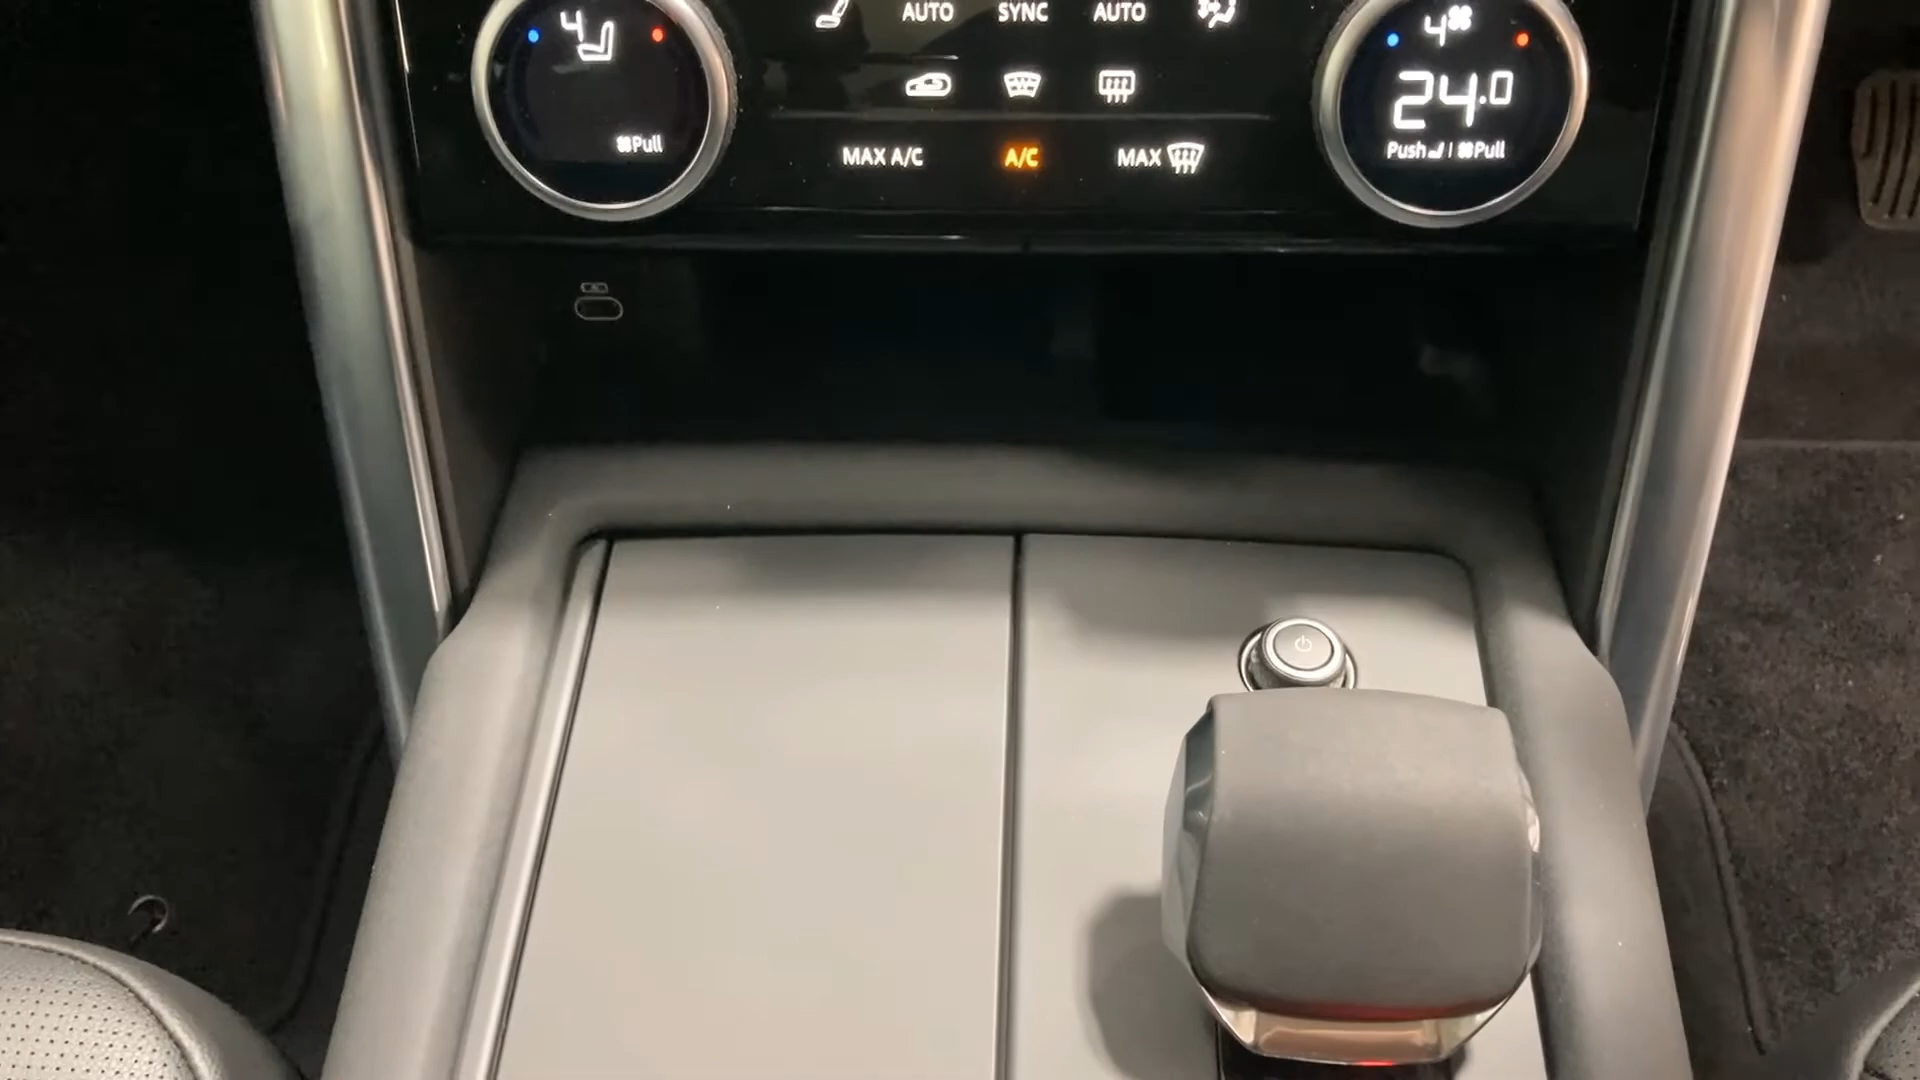 AUTO SYNC AUTO
4
4
24.0
Pull
Push | Pull
MAX A/C A/C MAX